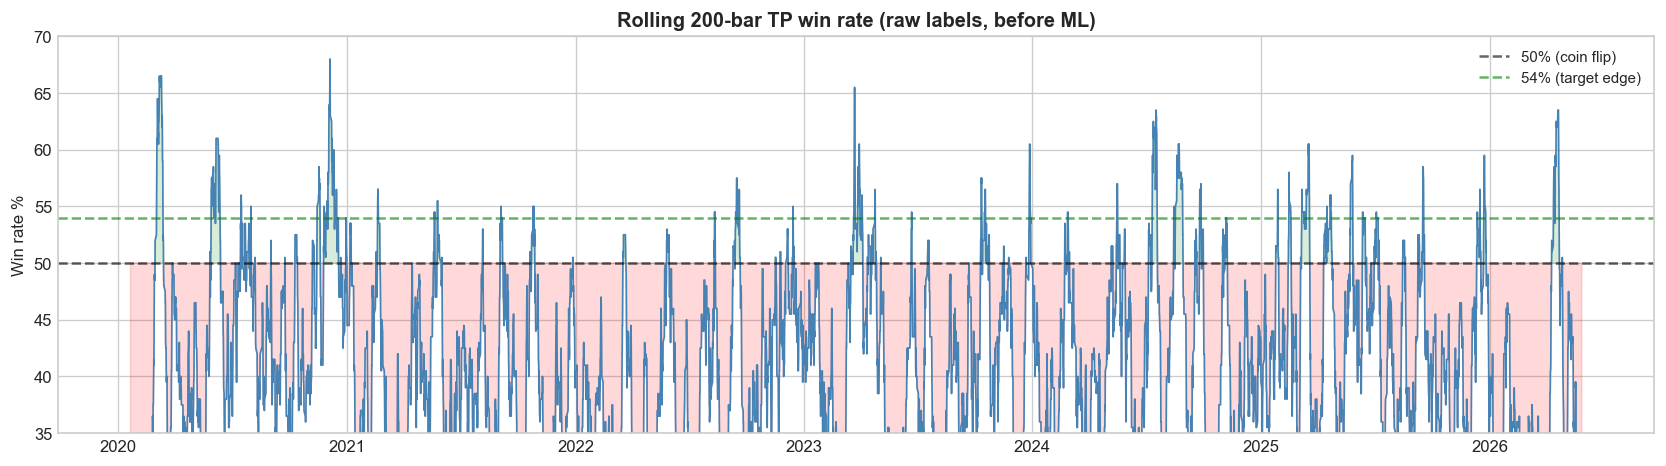 Rolling 200-bar TP win rate (raw labels, before ML)
70
65
60
55
50
45
40
35
Win rate %
50% (coin flip)
54% (target edge)
2020 2021 2022 2023 2024 2025 2026